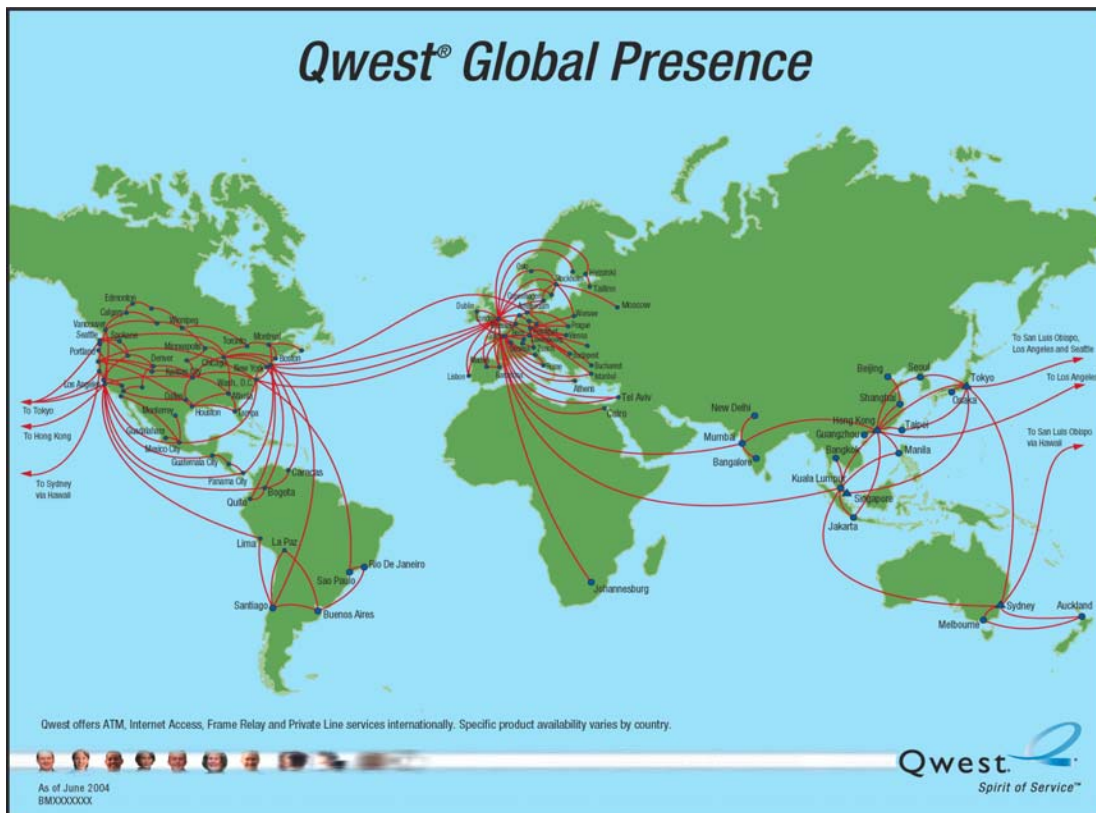 Qwest® Global Presence
Edmonton
Calgary
Vancouver
Winnipeg
Seattle
Spokane
Portland
Minneapolis
Toronto
Montreal
Boston
Chicago
New York
Denver
Wash., D.C.
Los Angeles
Atlanta
Dallas
Houston
Tampa
Monterrey
Guadalahara
Mexico City
Guatemala City
Panama City
Caracas
Bogota
Quito
Lima
La Paz
Rio De Janeiro
Sao Paulo
Santiago
Buenos Aires
To Tokyo
To Hong Kong
To Sydney
via Hawaii
Dublin
Oslo
Stockholm
Helsinki
Tallinn
Moscow
Warsaw
Prague
Vienna
Budapest
Bucharest
Istanbul
Rome
Athens
Madrid
Barcelona
Lisbon
Tel Aviv
Cairo
Johannesburg
New Delhi
Mumbai
Bangalore
Beijing
Seoul
Tokyo
Shanghai
Osaka
Hong Kong
Guangzhou
Taipei
Bangkok
Manila
Kuala Lumpur
Singapore
Jakarta
Sydney
Melbourne
Auckland
To San Luis Obispo,
Los Angeles and Seattle
To Los Angeles
To San Luis Obispo
via Hawaii
Qwest offers ATM, Internet Access, Frame Relay and Private Line services internationally. Specific product availability varies by country.
As of June 2004
BMXXXXXXX
Qwest.
Spirit of Service™